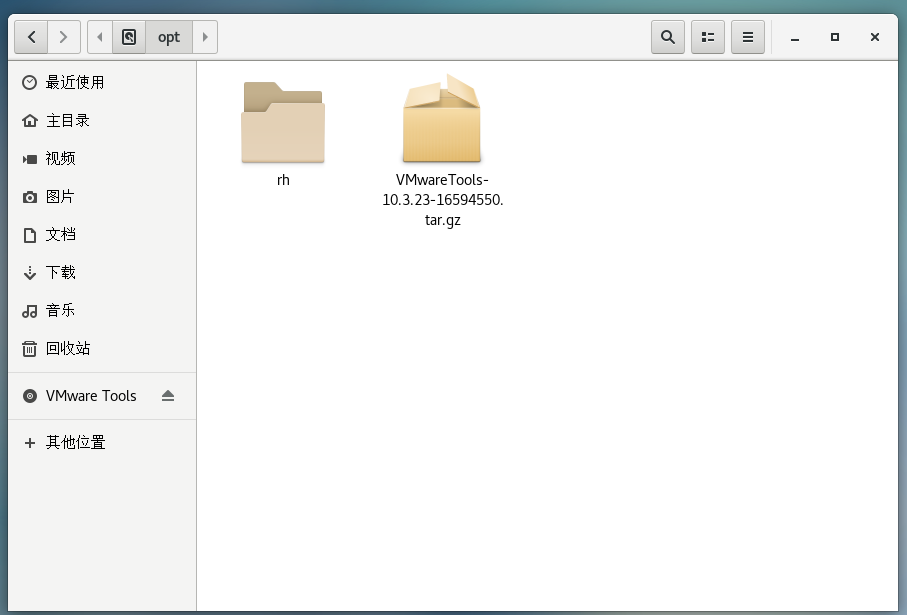 opt
最近使用
主目录
视频
图片
文档
下载
音乐
回收站
VMware Tools
其他位置
rh
VMwareTools-
10.3.23-16594550.
tar.gz